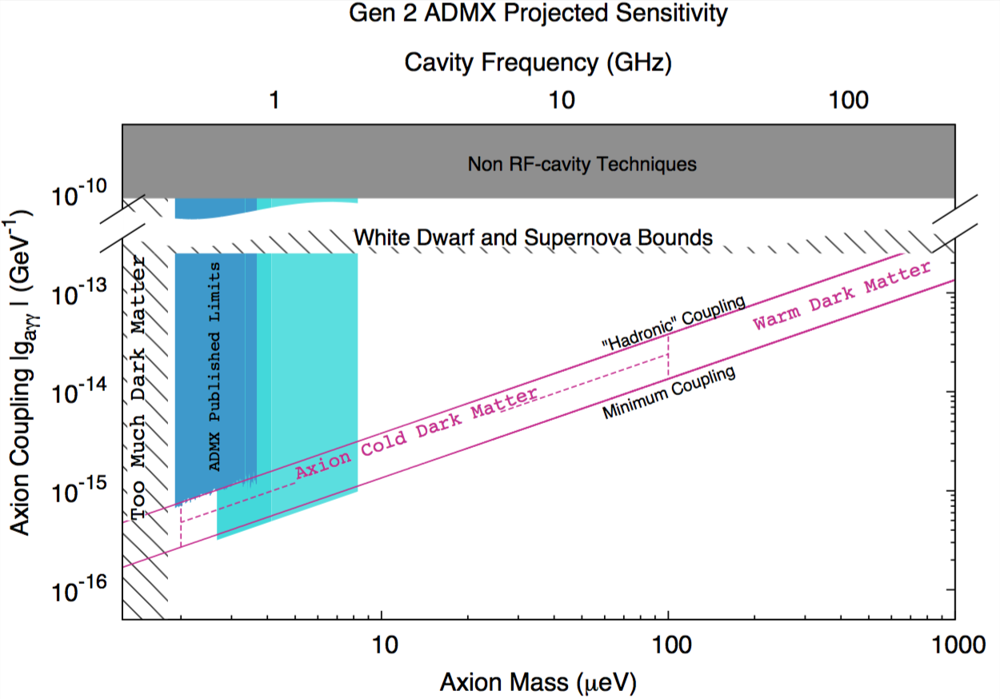 Gen 2 ADMX Projected Sensitivity
Cavity Frequency (GHz)
1 10 100
Non RF-cavity Techniques
10^-10
White Dwarf and Supernova Bounds
10^-13
10^-14
10^-15
10^-16
Axion Coupling |g_aγγ| (GeV^-1)
Too Much Dark Matter
ADMX Published Limits
"Hadronic" Coupling
Warm Dark Matter
Axion Cold Dark Matter
Minimum Coupling
10 100 1000
Axion Mass (μeV)